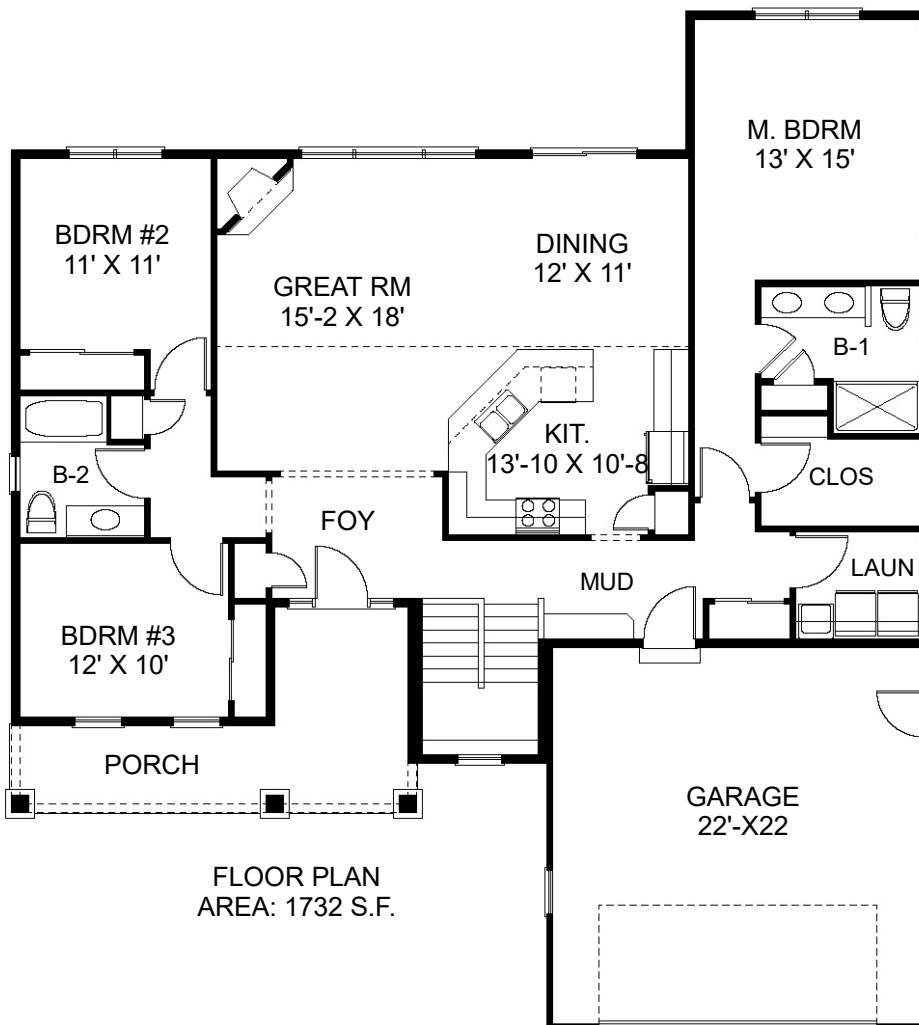 M. BDRM
13' X 15'
BDRM #2
11' X 11'
DINING
12' X 11'
GREAT RM
15'-2 X 18'
B-1
KIT.
13'-10 X 10'-8
B-2
CLOS
FOY
LAUN
MUD
BDRM #3
12' X 10'
PORCH
GARAGE
22'-X22
FLOOR PLAN
AREA: 1732 S.F.